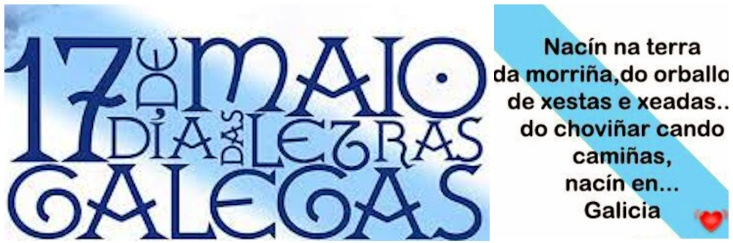 17 DE MAIO
DÍA DAS LETRAS
GALEGAS
Nacín na terra
da morriña,do orballo
de xestas e xeadas..
do choviñar cando
camiñas,
nacín en...
Galicia